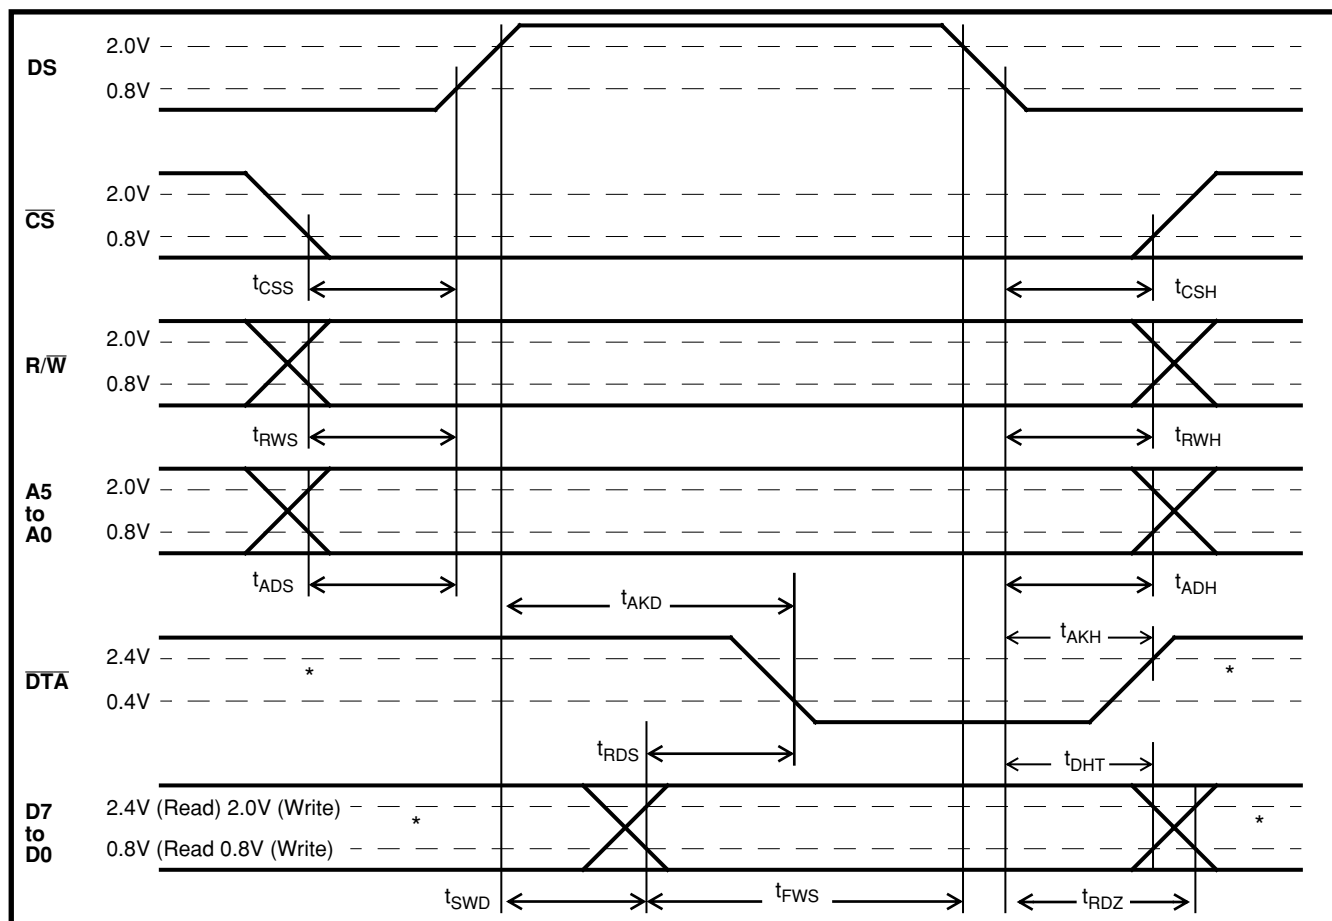 DS
2.0V
0.8V
CS
2.0V
0.8V
tCSS
tCSH
R/W
2.0V
0.8V
tRWS
tRWH
A5
to
A0
2.0V
0.8V
tADS
tADH
tAKD
tAKH
DTA
2.4V
0.4V
*
*
tRDS
tDHT
D7
to
D0
2.4V (Read) 2.0V (Write)
*
*
0.8V (Read 0.8V (Write)
tSWD
tFWS
tRDZ